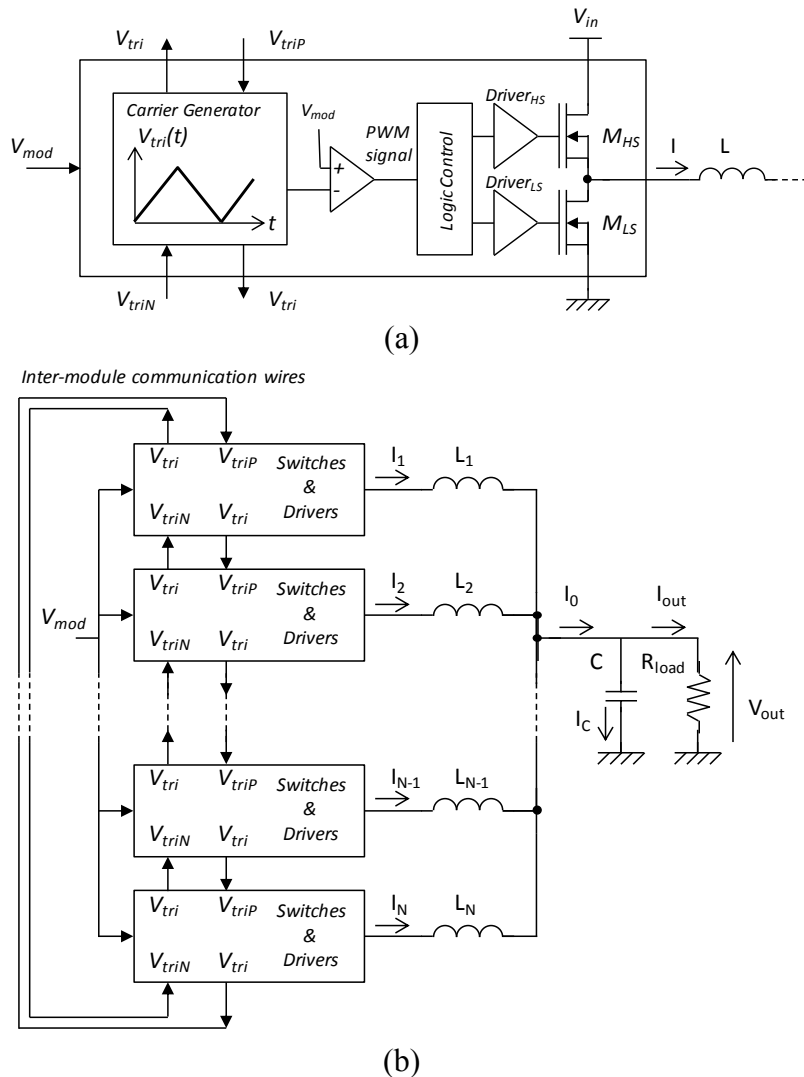 V_tri
V_triP
V_in
Carrier Generator
V_tri(t)
t
V_mod
V_mod
+
-
PWM
signal
Logic Control
Driver_HS
M_HS
Driver_LS
M_LS
I
L
V_triN
V_tri
(a)
Inter-module communication wires
V_tri V_triP Switches
&
V_triN V_tri Drivers
I_1 L_1
V_tri V_triP Switches
&
V_triN V_tri Drivers
I_2 L_2
V_mod
I_0
I_out
C
R_load
I_C
V_out
V_tri V_triP Switches
&
V_triN V_tri Drivers
I_N-1 L_N-1
V_tri V_triP Switches
&
V_triN V_tri Drivers
I_N L_N
(b)